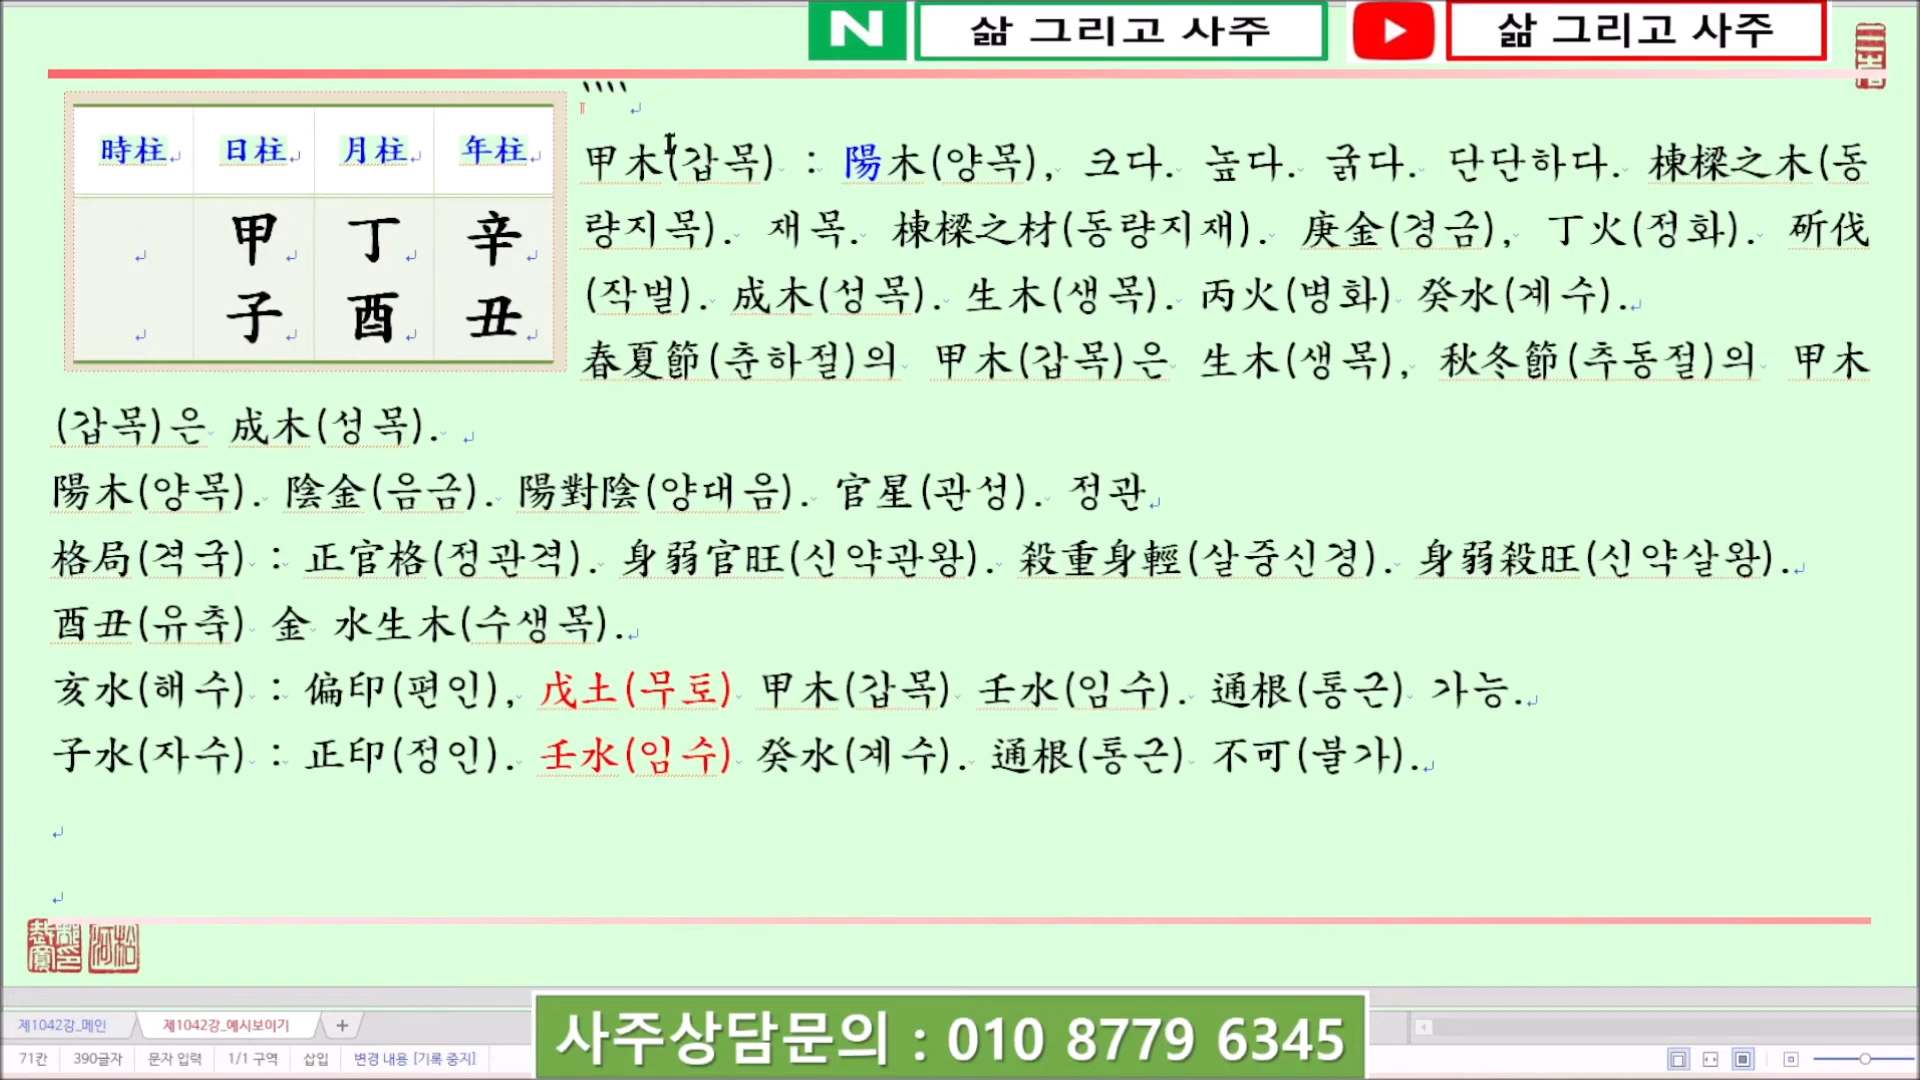 N 삶 그리고 사주 삶 그리고 사주
時柱 日柱 月柱 年柱
甲 丁 辛
子 酉 丑
甲木(갑목) : 陽木(양목), 크다. 높다. 굵다. 단단하다. 棟樑之木(동
량지목). 재목. 棟樑之材(동량지재). 庚金(경금), 丁火(정화). 斫伐
(작벌). 成木(성목). 生木(생목). 丙火(병화) 癸水(계수).
春夏節(춘하절)의 甲木(갑목)은 生木(생목), 秋冬節(추동절)의 甲木
(갑목)은 成木(성목).
陽木(양목). 陰金(음금). 陽對陰(양대음). 官星(관성). 정관
格局(격국) : 正官格(정관격). 身弱官旺(신약관왕). 殺重身輕(살중신경). 身弱殺旺(신약살왕).
酉丑(유축) 金 水生木(수생목).
亥水(해수) : 偏印(편인), 戊土(무토) 甲木(갑목) 壬水(임수). 通根(통근) 가능.
子水(자수) : 正印(정인). 壬水(임수) 癸水(계수). 通根(통근) 不可(불가).
제1042강_메인 제1042강_예시보이기 +
71칸 390글자 문자 입력 1/1 구역 삽입 변경 내용 [기록 중지]
사주상담문의 : 010 8779 6345